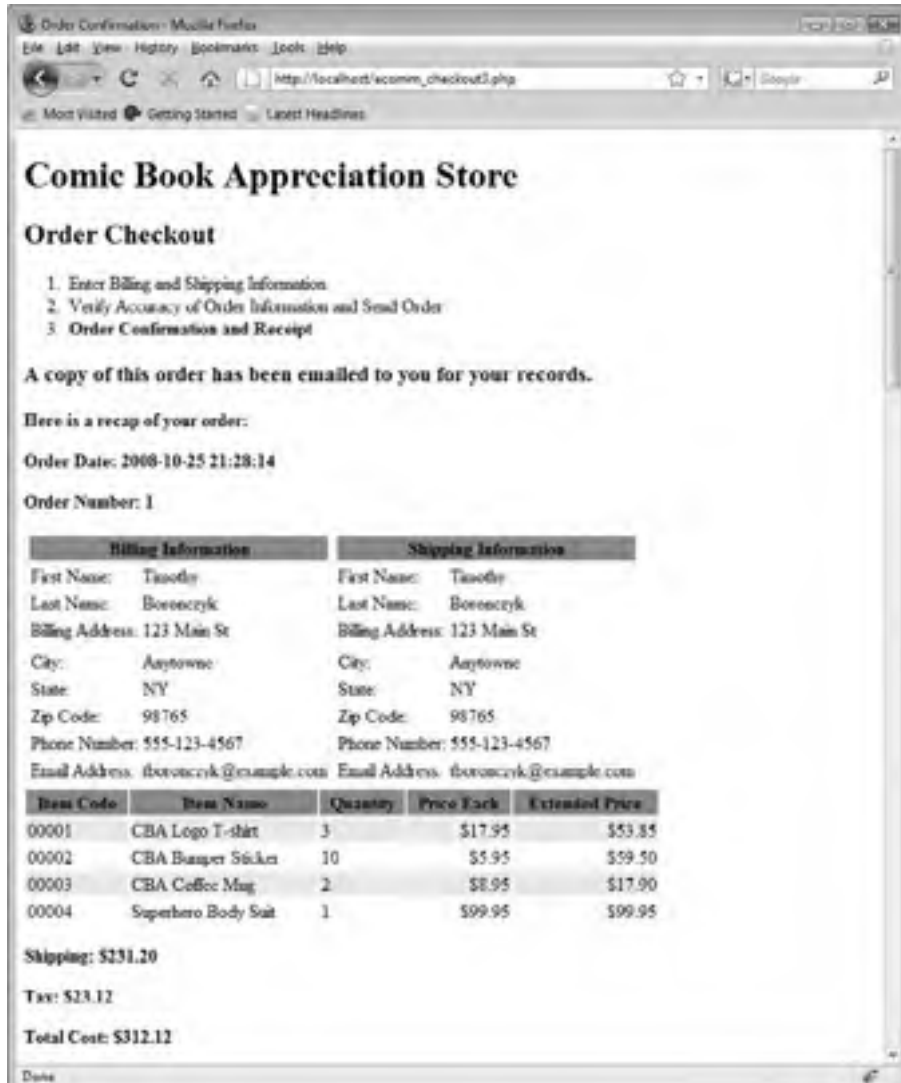 Order Confirmation - Mozilla Firefox
File Edit View History Bookmarks Tools Help
http://localhost/ecomm_checkout3.php
Google
Most Visited Getting Started Latest Headlines
Comic Book Appreciation Store
Order Checkout
1. Enter Billing and Shipping Information
2. Verify Accuracy of Order Information and Send Order
3. Order Confirmation and Receipt
A copy of this order has been emailed to you for your records.
Here is a recap of your order:
Order Date: 2008-10-25 21:28:14
Order Number: 1
Billing Information Shipping Information
First Name: Timothy First Name: Timothy
Last Name: Boronczyk Last Name: Boronczyk
Billing Address: 123 Main St Billing Address: 123 Main St
City: Anytowne City: Anytowne
State: NY State: NY
Zip Code: 98765 Zip Code: 98765
Phone Number: 555-123-4567 Phone Number: 555-123-4567
Email Address: tboronczyk@example.com Email Address: tboronczyk@example.com
Item Code Item Name Quantity Price Each Extended Price
00001 CBA Logo T-shirt 3 $17.95 $53.85
00002 CBA Bumper Sticker 10 $5.95 $59.50
00003 CBA Coffee Mug 2 $8.95 $17.90
00004 Superhero Body Suit 1 $99.95 $99.95
Shipping: $231.20
Tax: $23.12
Total Cost: $312.12
Done